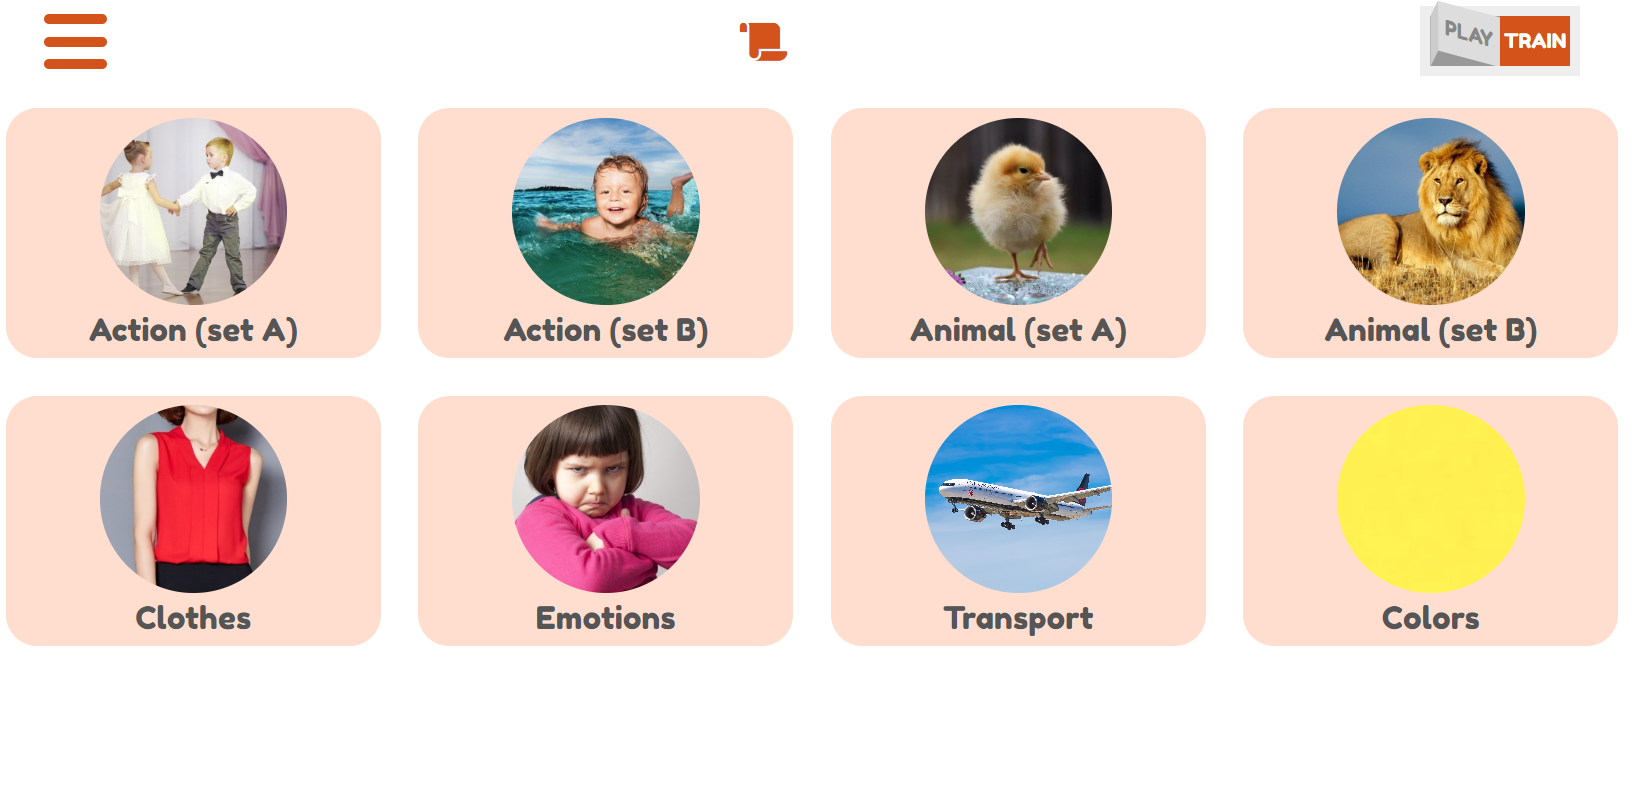 PLAY TRAIN
Action (set A)
Action (set B)
Animal (set A)
Animal (set B)
Clothes
Emotions
Transport
Colors